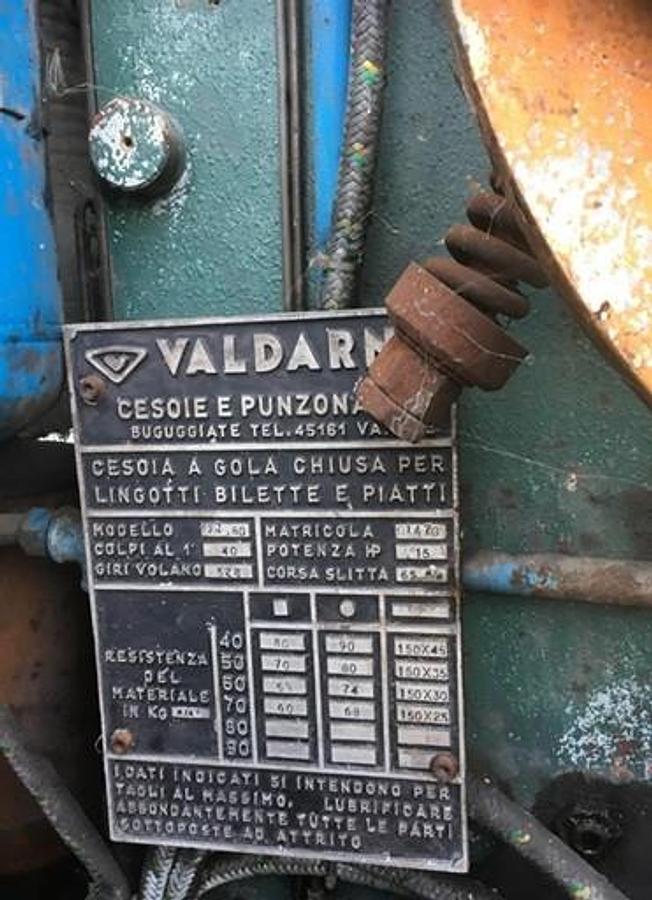 VALDARN
CESOIE E PUNZONA
BUGUGGIATE TEL. 45161 VA
CESOIA A GOLA CHIUSA PER
LINGOTTI BILETTE E PIATTI
MODELLO MATRICOLA
COLPI AL 1' 40 POTENZA HP 15
GIRI VOLANO CORSA SLITTA
RESISTENZA
DEL
MATERIALE
IN KG
40 80 90 150X45
50 70 80 150X35
60 65 74 150X30
70 60 68 150X25
80
90
I DATI INDICATI SI INTENDONO PER
TAGLI AL MASSIMO. LUBRIFICARE
ABBONDANTEMENTE TUTTE LE PARTI
SOTTOPOSTE AD ATTRITO